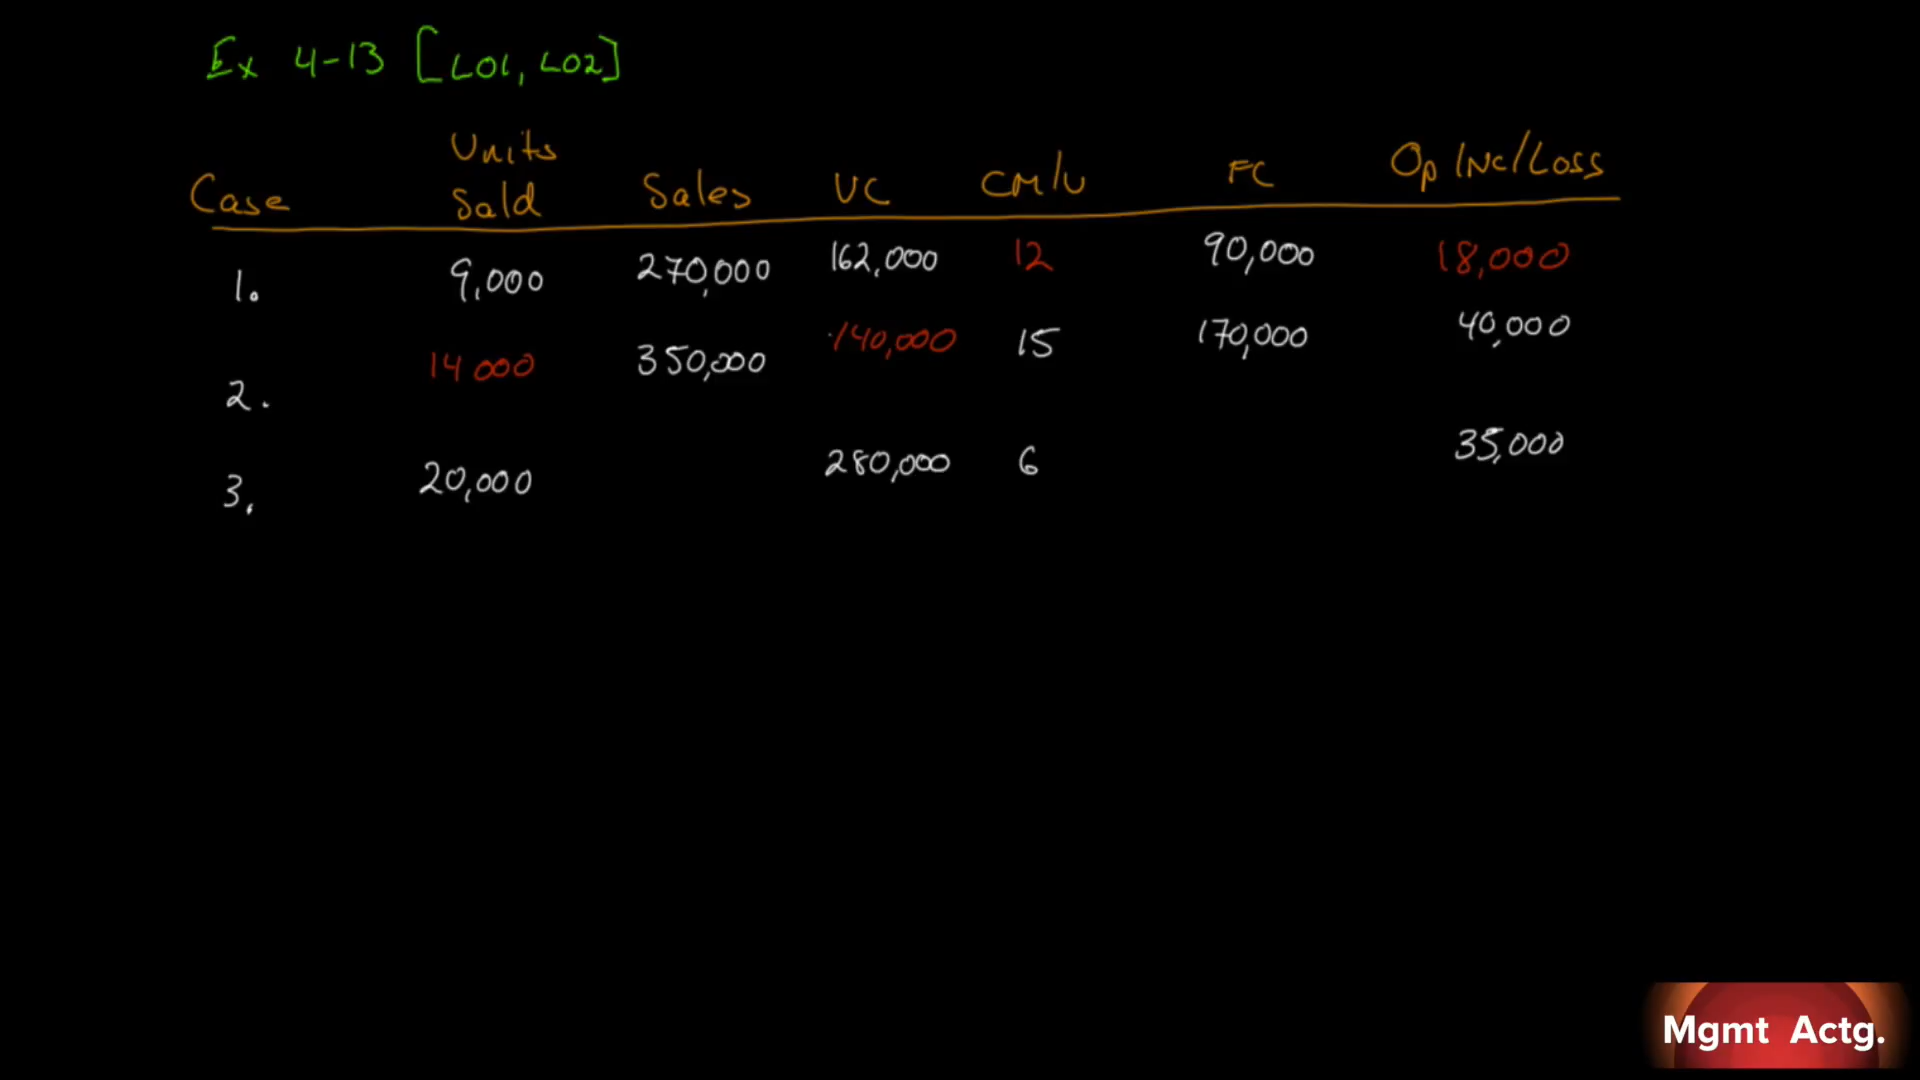 Ex 4-13 [LO1, LO2]
Case Units Sold Sales VC CM/U FC Op Inc/Loss
1. 9,000 270,000 162,000 12 90,000 18,000
2. 14 000 350,000 140,000 15 170,000 40,000
3. 20,000 280,000 6 35,000
Mgmt Actg.